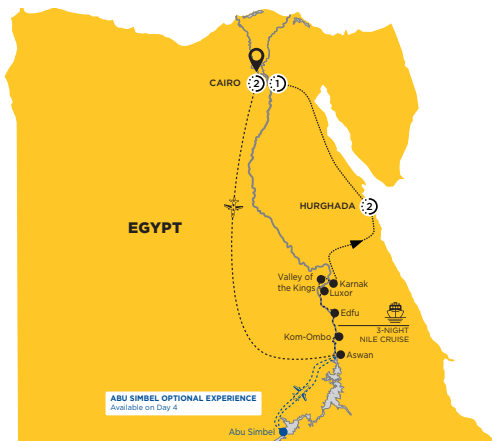 CAIRO
2
1
HURGHADA
2
EGYPT
Valley of
the Kings
Karnak
Luxor
Edfu
3-NIGHT
NILE CRUISE
Kom-Ombo
Aswan
ABU SIMBEL OPTIONAL EXPERIENCE
Available on Day 4
Abu Simbel